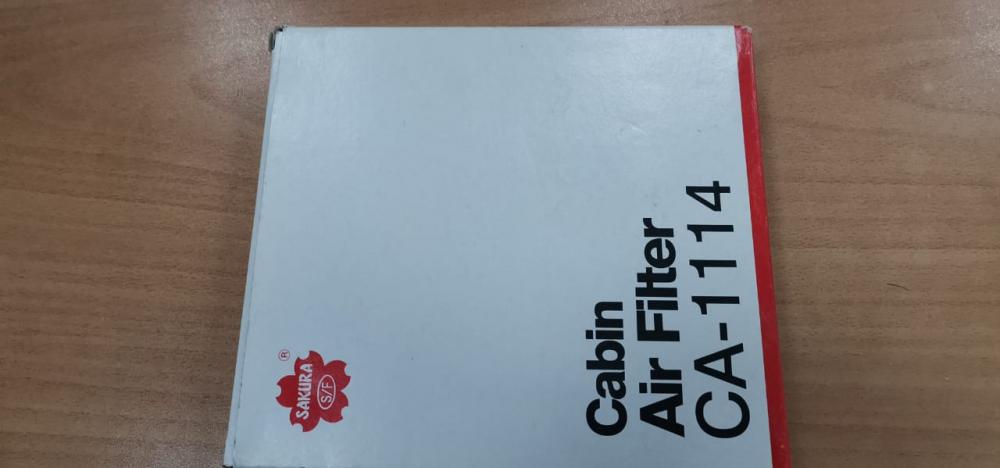 Cabin
Air Filter
CA-1114
SAKURA
®
S/F